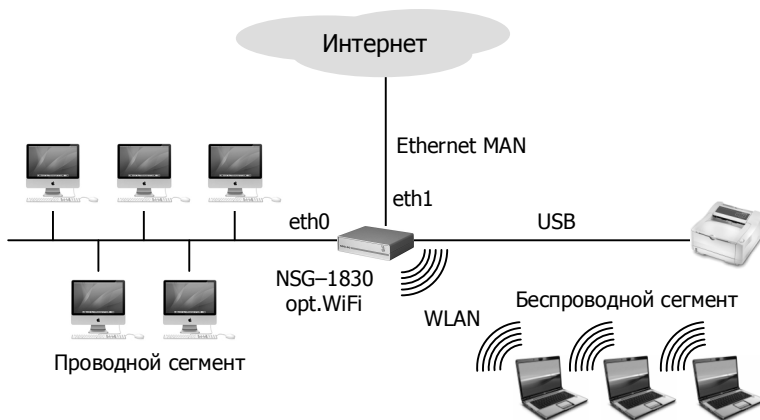 Интернет
Ethernet MAN
eth1
eth0
USB
NSG–1830
opt.WiFi
WLAN
Беспроводной сегмент
Проводной сегмент